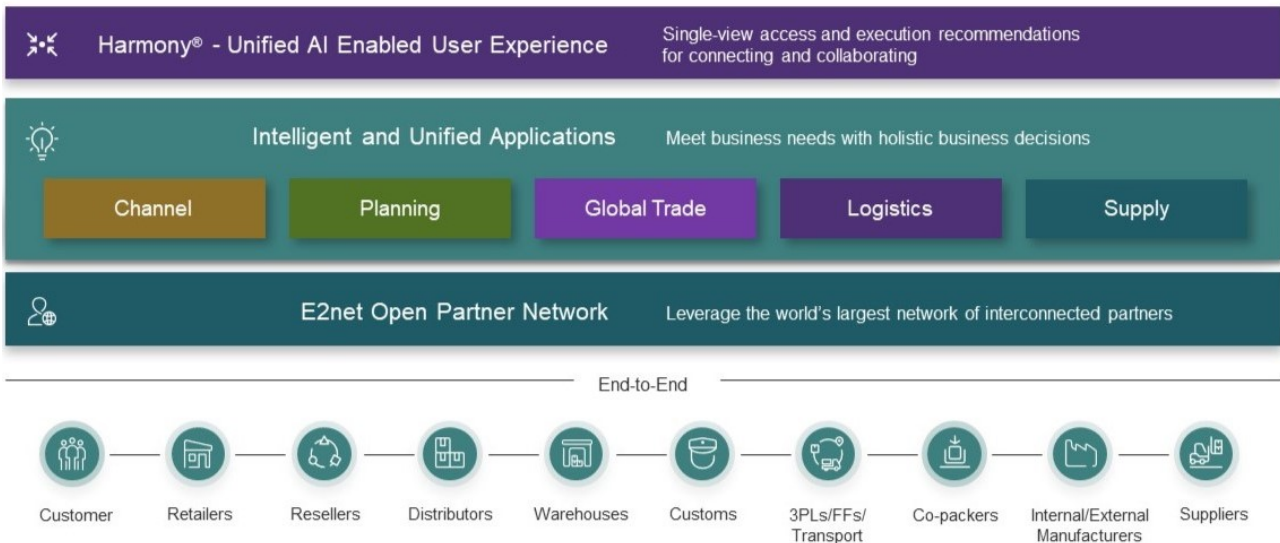 Harmony® - Unified AI Enabled User Experience
Single-view access and execution recommendations
for connecting and collaborating
Intelligent and Unified Applications
Meet business needs with holistic business decisions
Channel
Planning
Global Trade
Logistics
Supply
E2net Open Partner Network
Leverage the world's largest network of interconnected partners
End-to-End
Customer
Retailers
Resellers
Distributors
Warehouses
Customs
3PLs/FFs/
Transport
Co-packers
Internal/External
Manufacturers
Suppliers